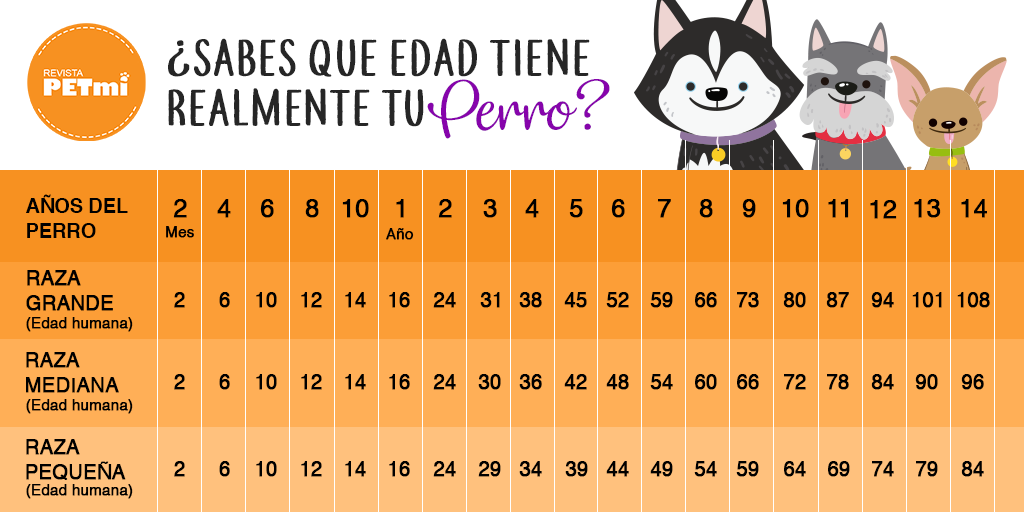 REVISTA
PETmi
¿SABES QUE EDAD TIENE
REALMENTE TU Perro?
AÑOS DEL PERRO 2 Mes 4 6 8 10 1 Año 2 3 4 5 6 7 8 9 10 11 12 13 14
RAZA GRANDE (Edad humana) 2 6 10 12 14 16 24 31 38 45 52 59 66 73 80 87 94 101 108
RAZA MEDIANA (Edad humana) 2 6 10 12 14 16 24 30 36 42 48 54 60 66 72 78 84 90 96
RAZA PEQUEÑA (Edad humana) 2 6 10 12 14 16 24 29 34 39 44 49 54 59 64 69 74 79 84